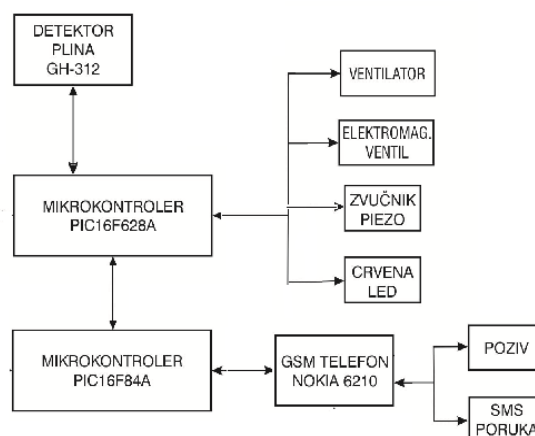 DETEKTOR
PLINA
GH-312
VENTILATOR
ELEKTROMAG.
VENTIL
MIKROKONTROLER
PIC16F628A
ZVUČNIK
PIEZO
CRVENA
LED
MIKROKONTROLER
PIC16F84A
GSM TELEFON
NOKIA 6210
POZIV
SMS
PORUKA